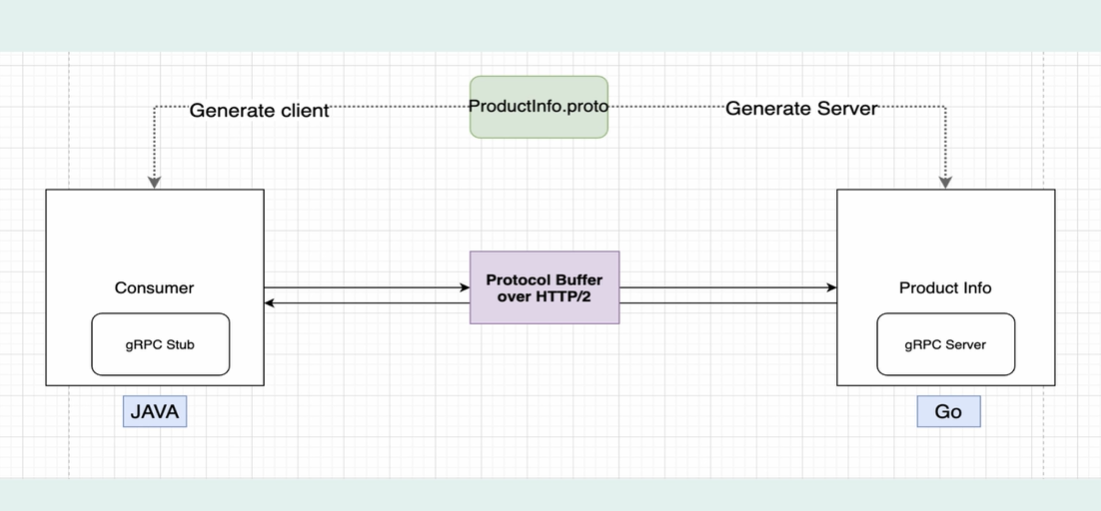 Generate client
ProductInfo.proto
Generate Server
Consumer
gRPC Stub
JAVA
Protocol Buffer
over HTTP/2
Product Info
gRPC Server
Go